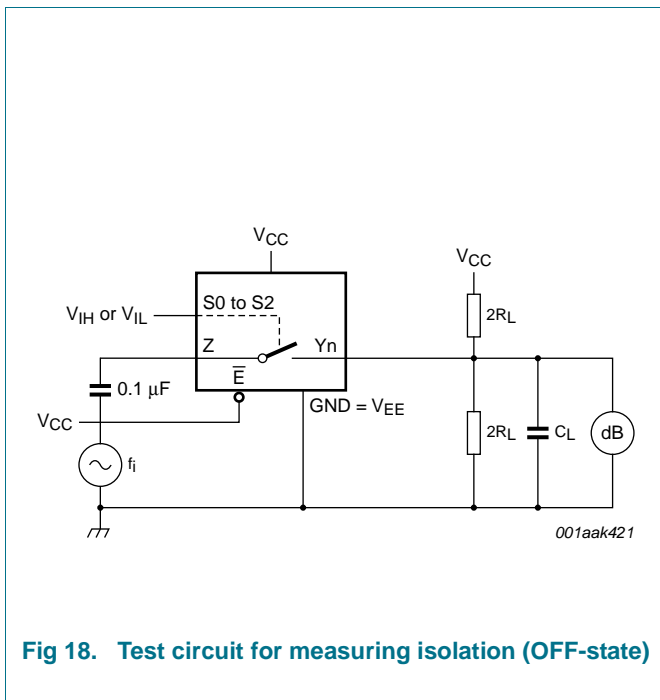 VCC
VCC
VIH or VIL
S0 to S2
2RL
Z
Yn
E
0.1 μF
GND = VEE
VCC
2RL
CL
dB
fi
001aak421
Fig 18. Test circuit for measuring isolation (OFF-state)